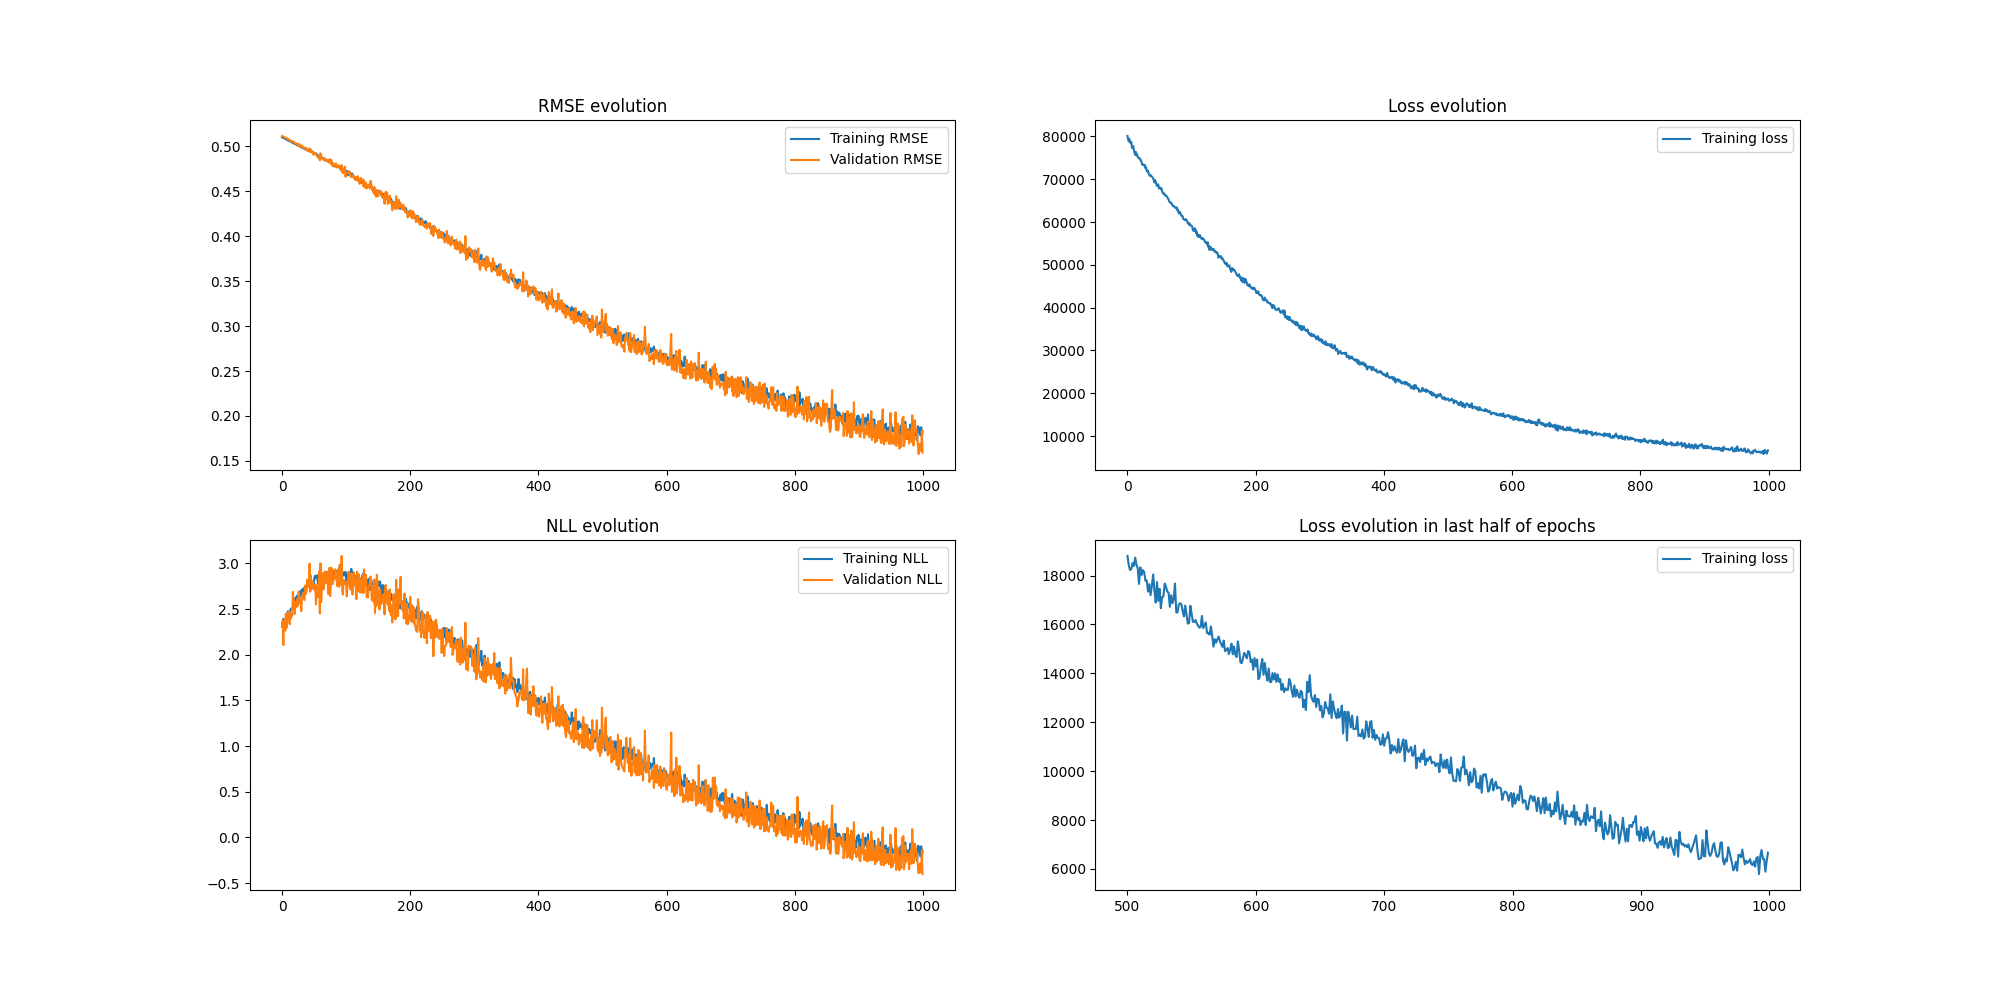 RMSE evolution
0.50
0.45
0.40
0.35
0.30
0.25
0.20
0.15
0 200 400 600 800 1000
Training RMSE
Validation RMSE
Loss evolution
80000
70000
60000
50000
40000
30000
20000
10000
0 200 400 600 800 1000
Training loss
NLL evolution
3.0
2.5
2.0
1.5
1.0
0.5
0.0
−0.5
0 200 400 600 800 1000
Training NLL
Validation NLL
Loss evolution in last half of epochs
18000
16000
14000
12000
10000
8000
6000
500 600 700 800 900 1000
Training loss